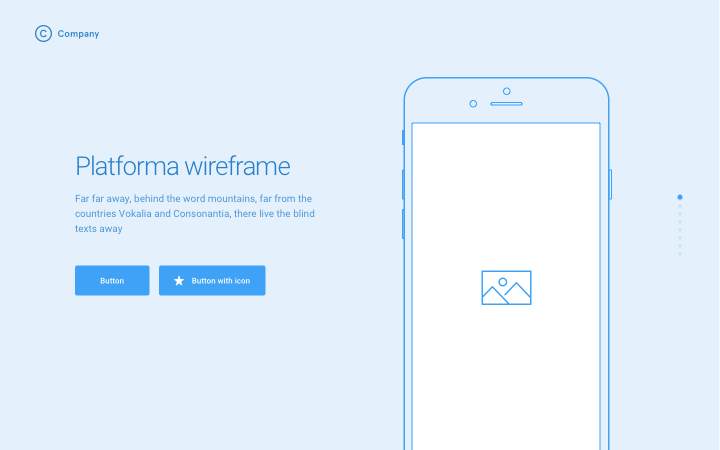 C Company
Platforma wireframe
Far far away, behind the word mountains, far from the
countries Vokalia and Consonantia, there live the blind
texts away
Button
Button with icon